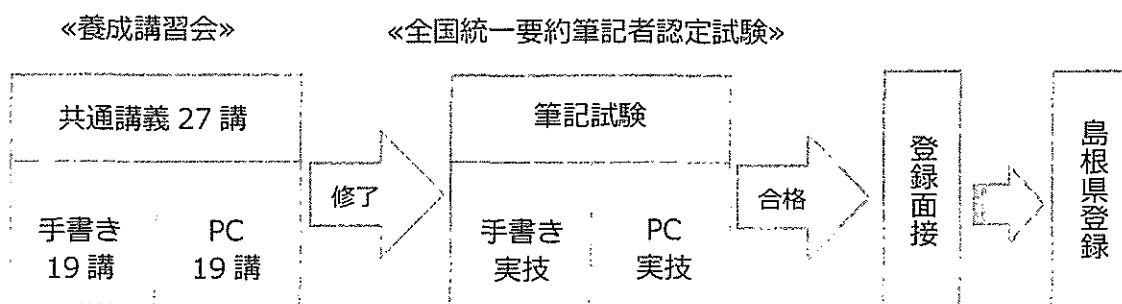 ≪養成講習会≫
≪全国統一要約筆記者認定試験≫
共通講義 27 講
手書き
19 講
PC
19 講
修了
筆記試験
手書き
実技
PC
実技
合格
登録面接
島根県登録